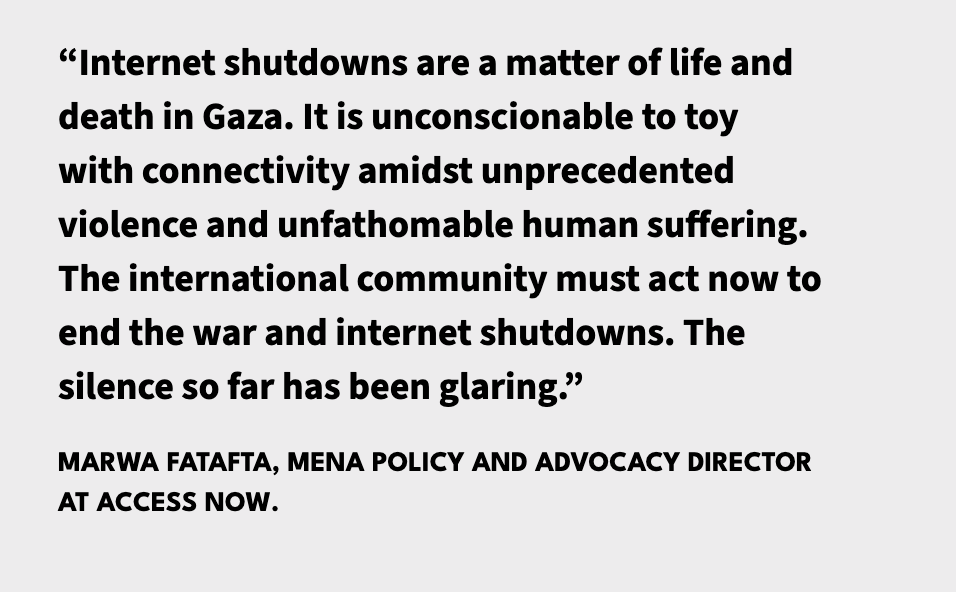 “Internet shutdowns are a matter of life and
death in Gaza. It is unconscionable to toy
with connectivity amidst unprecedented
violence and unfathomable human suffering.
The international community must act now to
end the war and internet shutdowns. The
silence so far has been glaring.”
MARWA FATAFTA, MENA POLICY AND ADVOCACY DIRECTOR
AT ACCESS NOW.